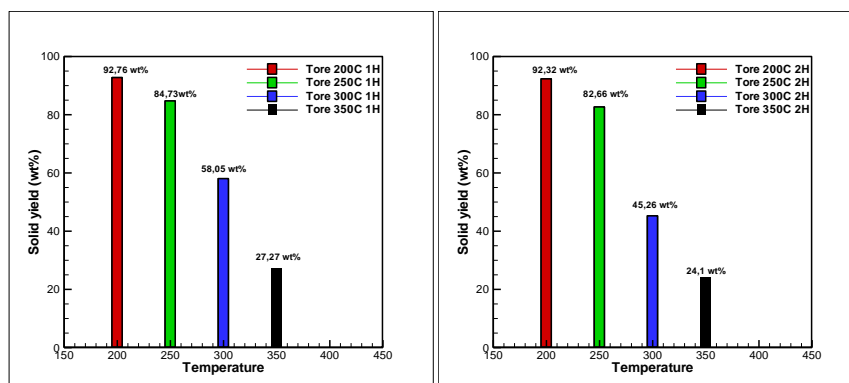 100
80
60
40
20
0
Solid yield (wt%)
92,76 wt%
84,73wt%
58,05 wt%
27,27 wt%
Tore 200C 1H
Tore 250C 1H
Tore 300C 1H
Tore 350C 1H
150 200 250 300 350 400 450
Temperature
100
80
60
40
20
0
Solid yield (wt%)
92,32 wt%
82,66 wt%
45,26 wt%
24,1 wt%
Tore 200C 2H
Tore 250C 2H
Tore 300C 2H
Tore 350C 2H
150 200 250 300 350 400 450
Temperature